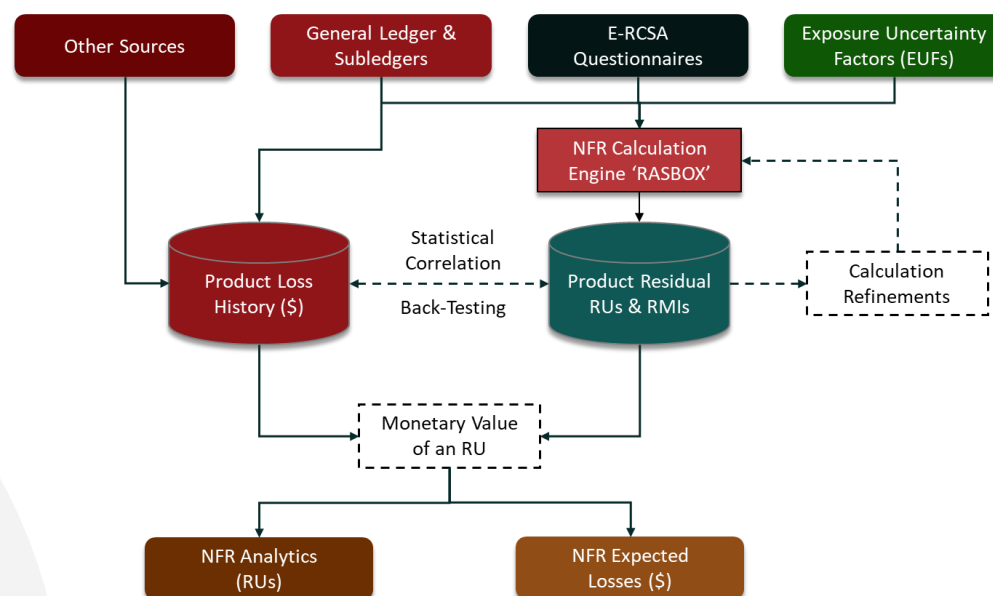 Other Sources
General Ledger &
Subledgers
E-RCSA
Questionnaires
Exposure Uncertainty
Factors (EUFs)
NFR Calculation
Engine ‘RASBOX’
Statistical
Correlation
Back-Testing
Product Loss
History ($)
Product Residual
RUs & RMIs
Calculation
Refinements
Monetary Value
of an RU
NFR Analytics
(RUs)
NFR Expected
Losses ($)